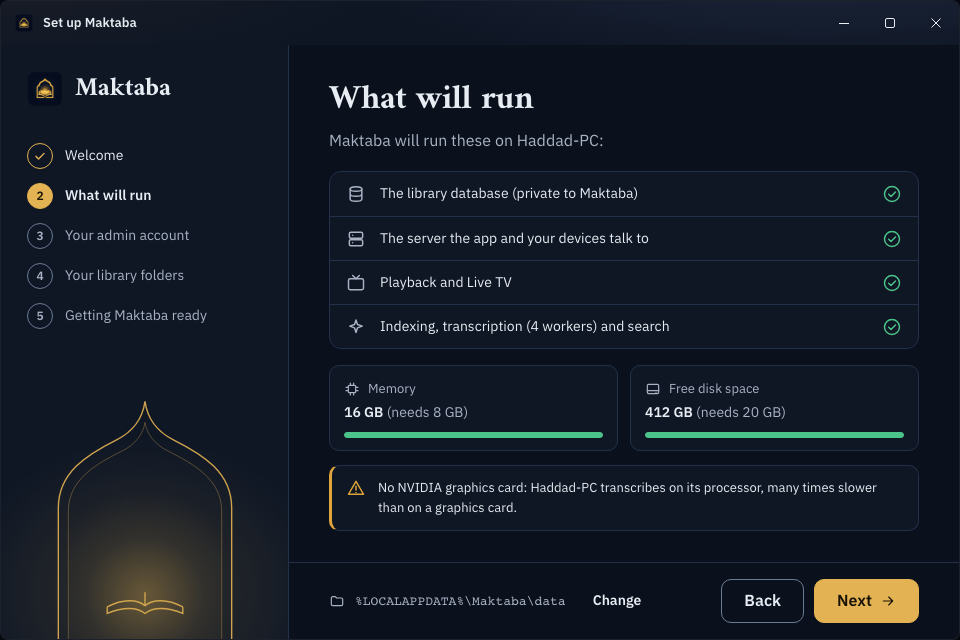 Set up Maktaba
Maktaba
Welcome
2 What will run
3 Your admin account
4 Your library folders
5 Getting Maktaba ready
What will run
Maktaba will run these on Haddad-PC:
The library database (private to Maktaba)
The server the app and your devices talk to
Playback and Live TV
Indexing, transcription (4 workers) and search
Memory
16 GB (needs 8 GB)
Free disk space
412 GB (needs 20 GB)
No NVIDIA graphics card: Haddad-PC transcribes on its processor, many times slower
than on a graphics card.
%LOCALAPPDATA%\Maktaba\data
Change
Back
Next →